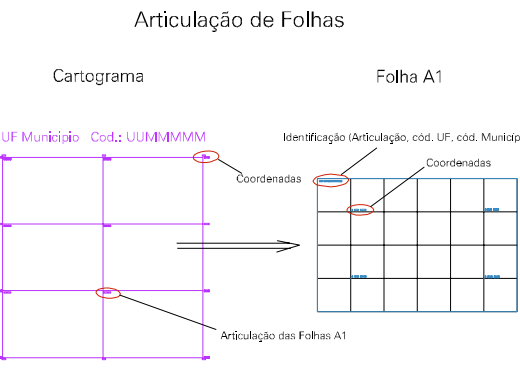 Articulação de Folhas
Cartograma
Folha A1
UF Municipio Cod.: UUMMMMM
Identificação (Articulação, cód. UF, cód. Municíp
Coordenadas
Coordenadas
Articulação das Folhas A1